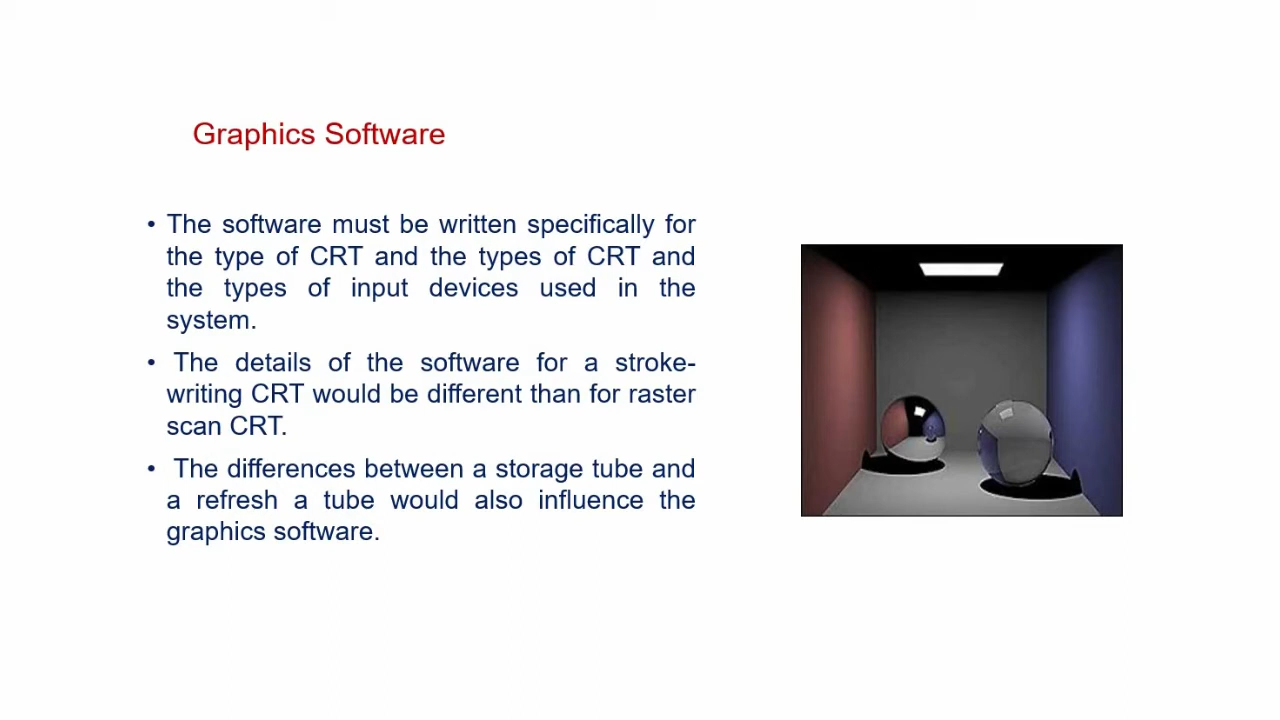 Graphics Software
• The software must be written specifically for
the type of CRT and the types of CRT and
the types of input devices used in the
system.
• The details of the software for a stroke-
writing CRT would be different than for raster
scan CRT.
• The differences between a storage tube and
a refresh a tube would also influence the
graphics software.